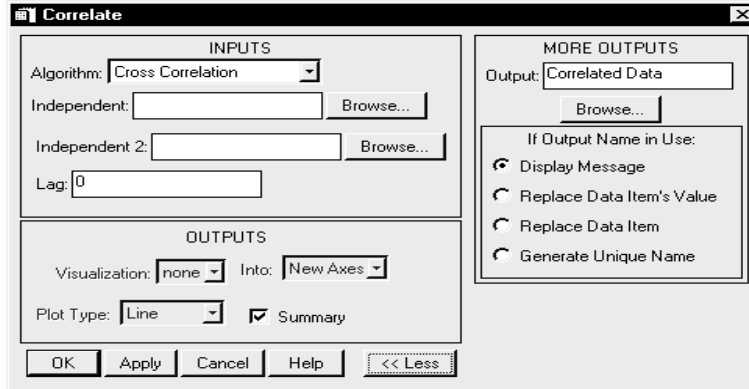 Correlate
INPUTS
Algorithm: Cross Correlation
Independent: Browse...
Independent 2: Browse...
Lag: 0
OUTPUTS
Visualization: none Into: New Axes
Plot Type: Line Summary
OK Apply Cancel Help << Less
MORE OUTPUTS
Output: Correlated Data
Browse...
If Output Name in Use:
Display Message
Replace Data Item's Value
Replace Data Item
Generate Unique Name